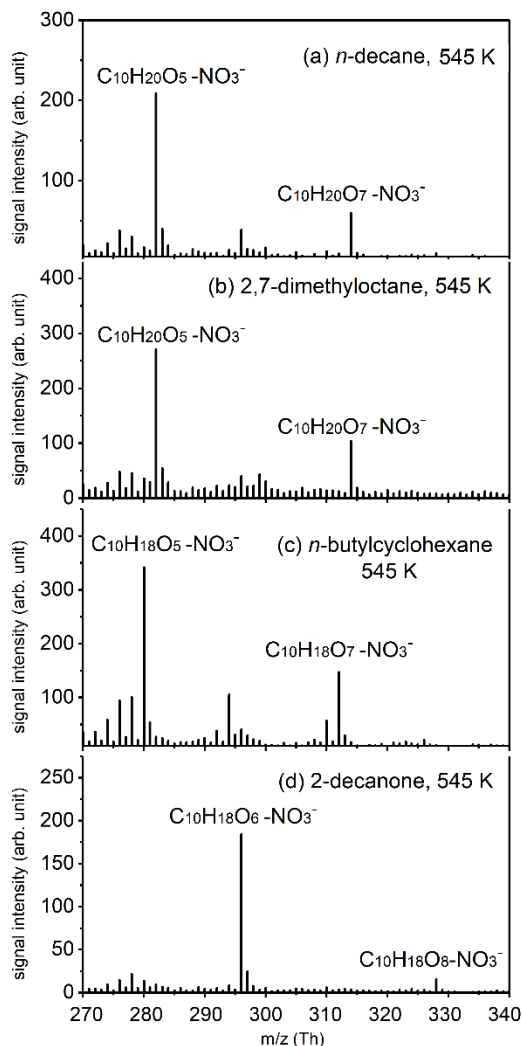 300
(a) n-decane, 545 K
C10H20O5 -NO3⁻
200
C10H20O7 -NO3⁻
100
signal intensity (arb. unit)
400
(b) 2,7-dimethyloctane, 545 K
C10H20O5 -NO3⁻
300
200
C10H20O7 -NO3⁻
100
0
signal intensity (arb. unit)
C10H18O5 -NO3⁻
400
(c) n-butylcyclohexane
545 K
300
C10H18O7 -NO3⁻
200
100
signal intensity (arb. unit)
250
(d) 2-decanone, 545 K
C10H18O6 -NO3⁻
200
150
100
50
C10H18O8-NO3⁻
0
signal intensity (arb. unit)
270 280 290 300 310 320 330 340
m/z (Th)